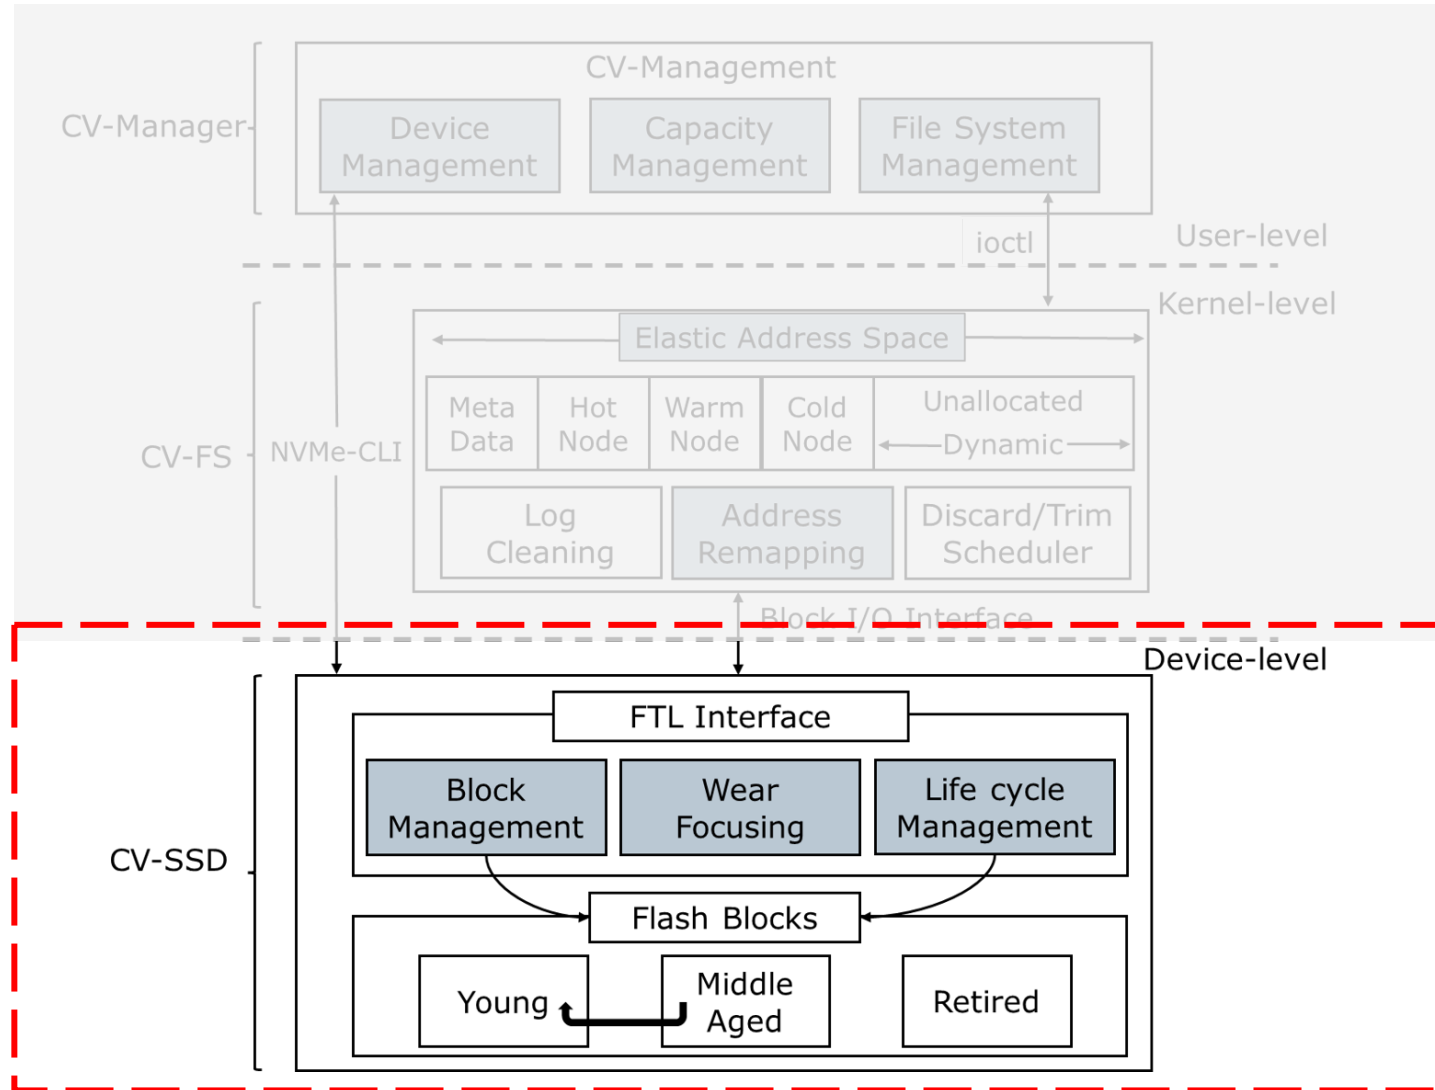 CV-Management
CV-Manager
Device
Management
Capacity
Management
File System
Management
ioctl
User-level
Kernel-level
Elastic Address Space
Meta
Data
Hot
Node
Warm
Node
Cold
Node
Unallocated
Dynamic
CV-FS
NVMe-CLI
Log
Cleaning
Address
Remapping
Discard/Trim
Scheduler
Block I/O Interface
Device-level
FTL Interface
Block
Management
Wear
Focusing
Life cycle
Management
CV-SSD
Flash Blocks
Young
Middle
Aged
Retired